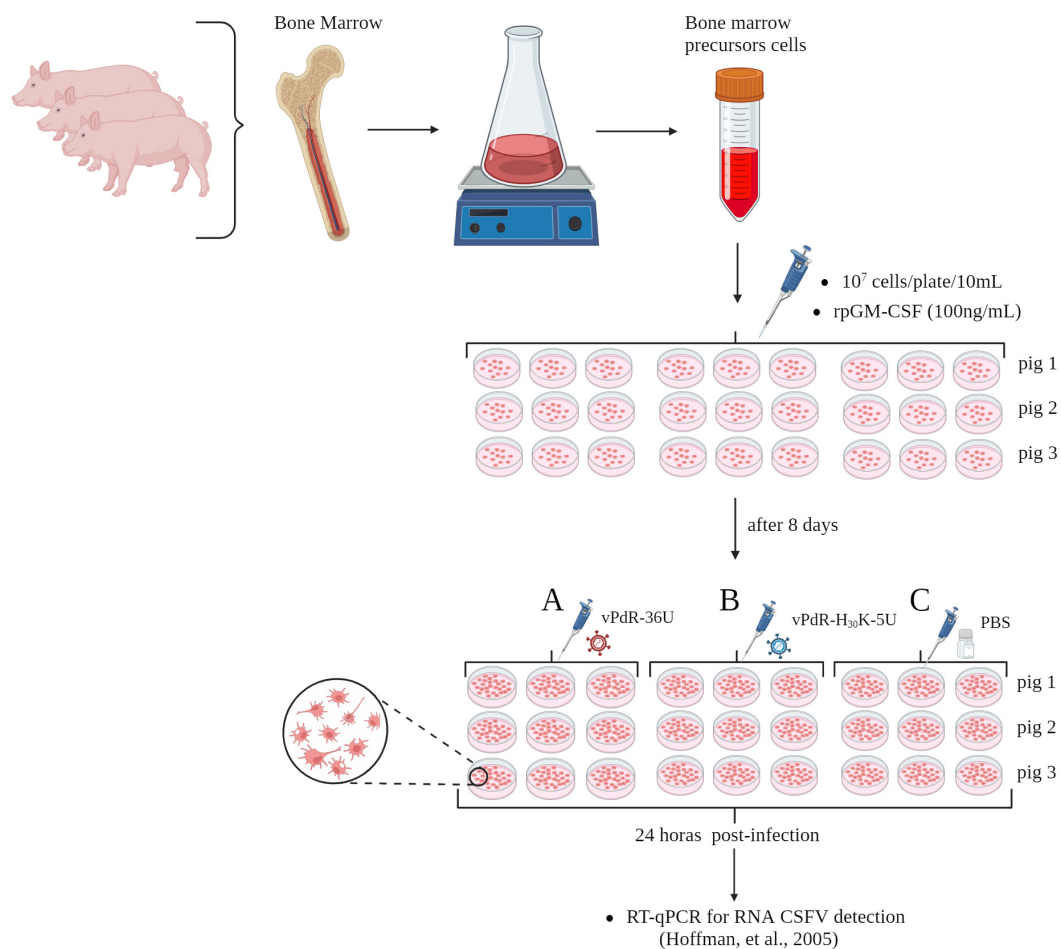 Bone Marrow
Bone marrow
precursors cells
10⁷ cells/plate/10mL
rpGM-CSF (100ng/mL)
pig 1
pig 2
pig 3
after 8 days
A
vPdR-36U
B
vPdR-H₃₀K-5U
C
PBS
pig 1
pig 2
pig 3
24 horas post-infection
RT-qPCR for RNA CSFV detection
(Hoffman, et al., 2005)